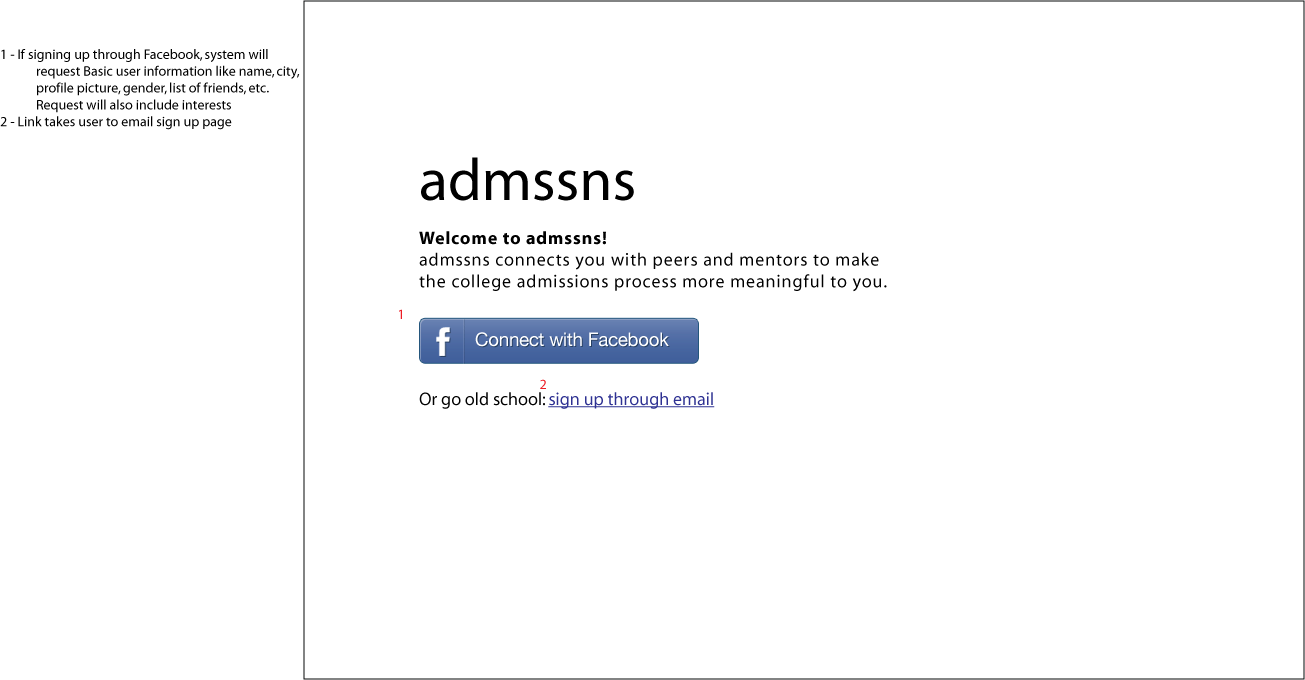 1 - If signing up through Facebook, system will
request Basic user information like name, city,
profile picture, gender, list of friends, etc.
Request will also include interests
2 - Link takes user to email sign up page
admssns
Welcome to admssns!
admssns connects you with peers and mentors to make
the college admissions process more meaningful to you.
1
f Connect with Facebook
2
Or go old school: sign up through email